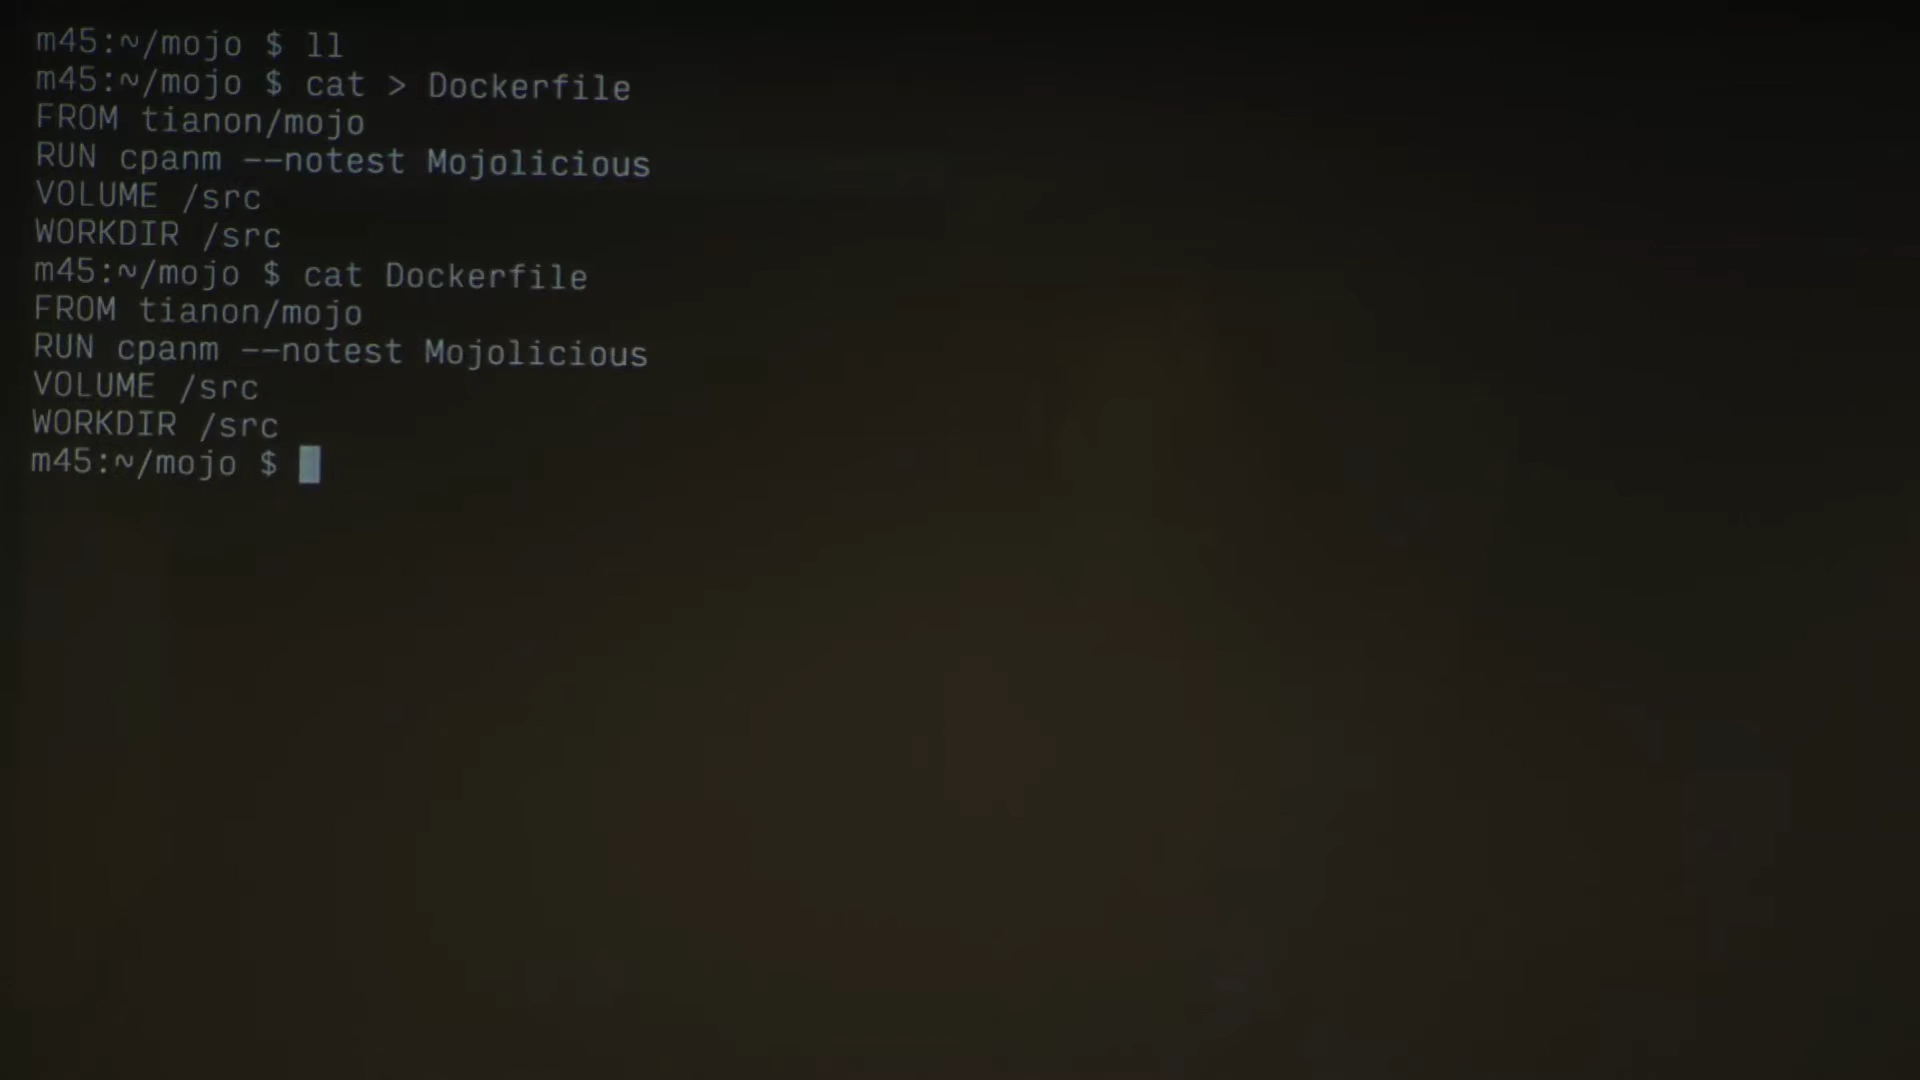 m45:~/mojo $ ll
m45:~/mojo $ cat > Dockerfile
FROM tianon/mojo
RUN cpanm --notest Mojolicious
VOLUME /src
WORKDIR /src
m45:~/mojo $ cat Dockerfile
FROM tianon/mojo
RUN cpanm --notest Mojolicious
VOLUME /src
WORKDIR /src
m45:~/mojo $